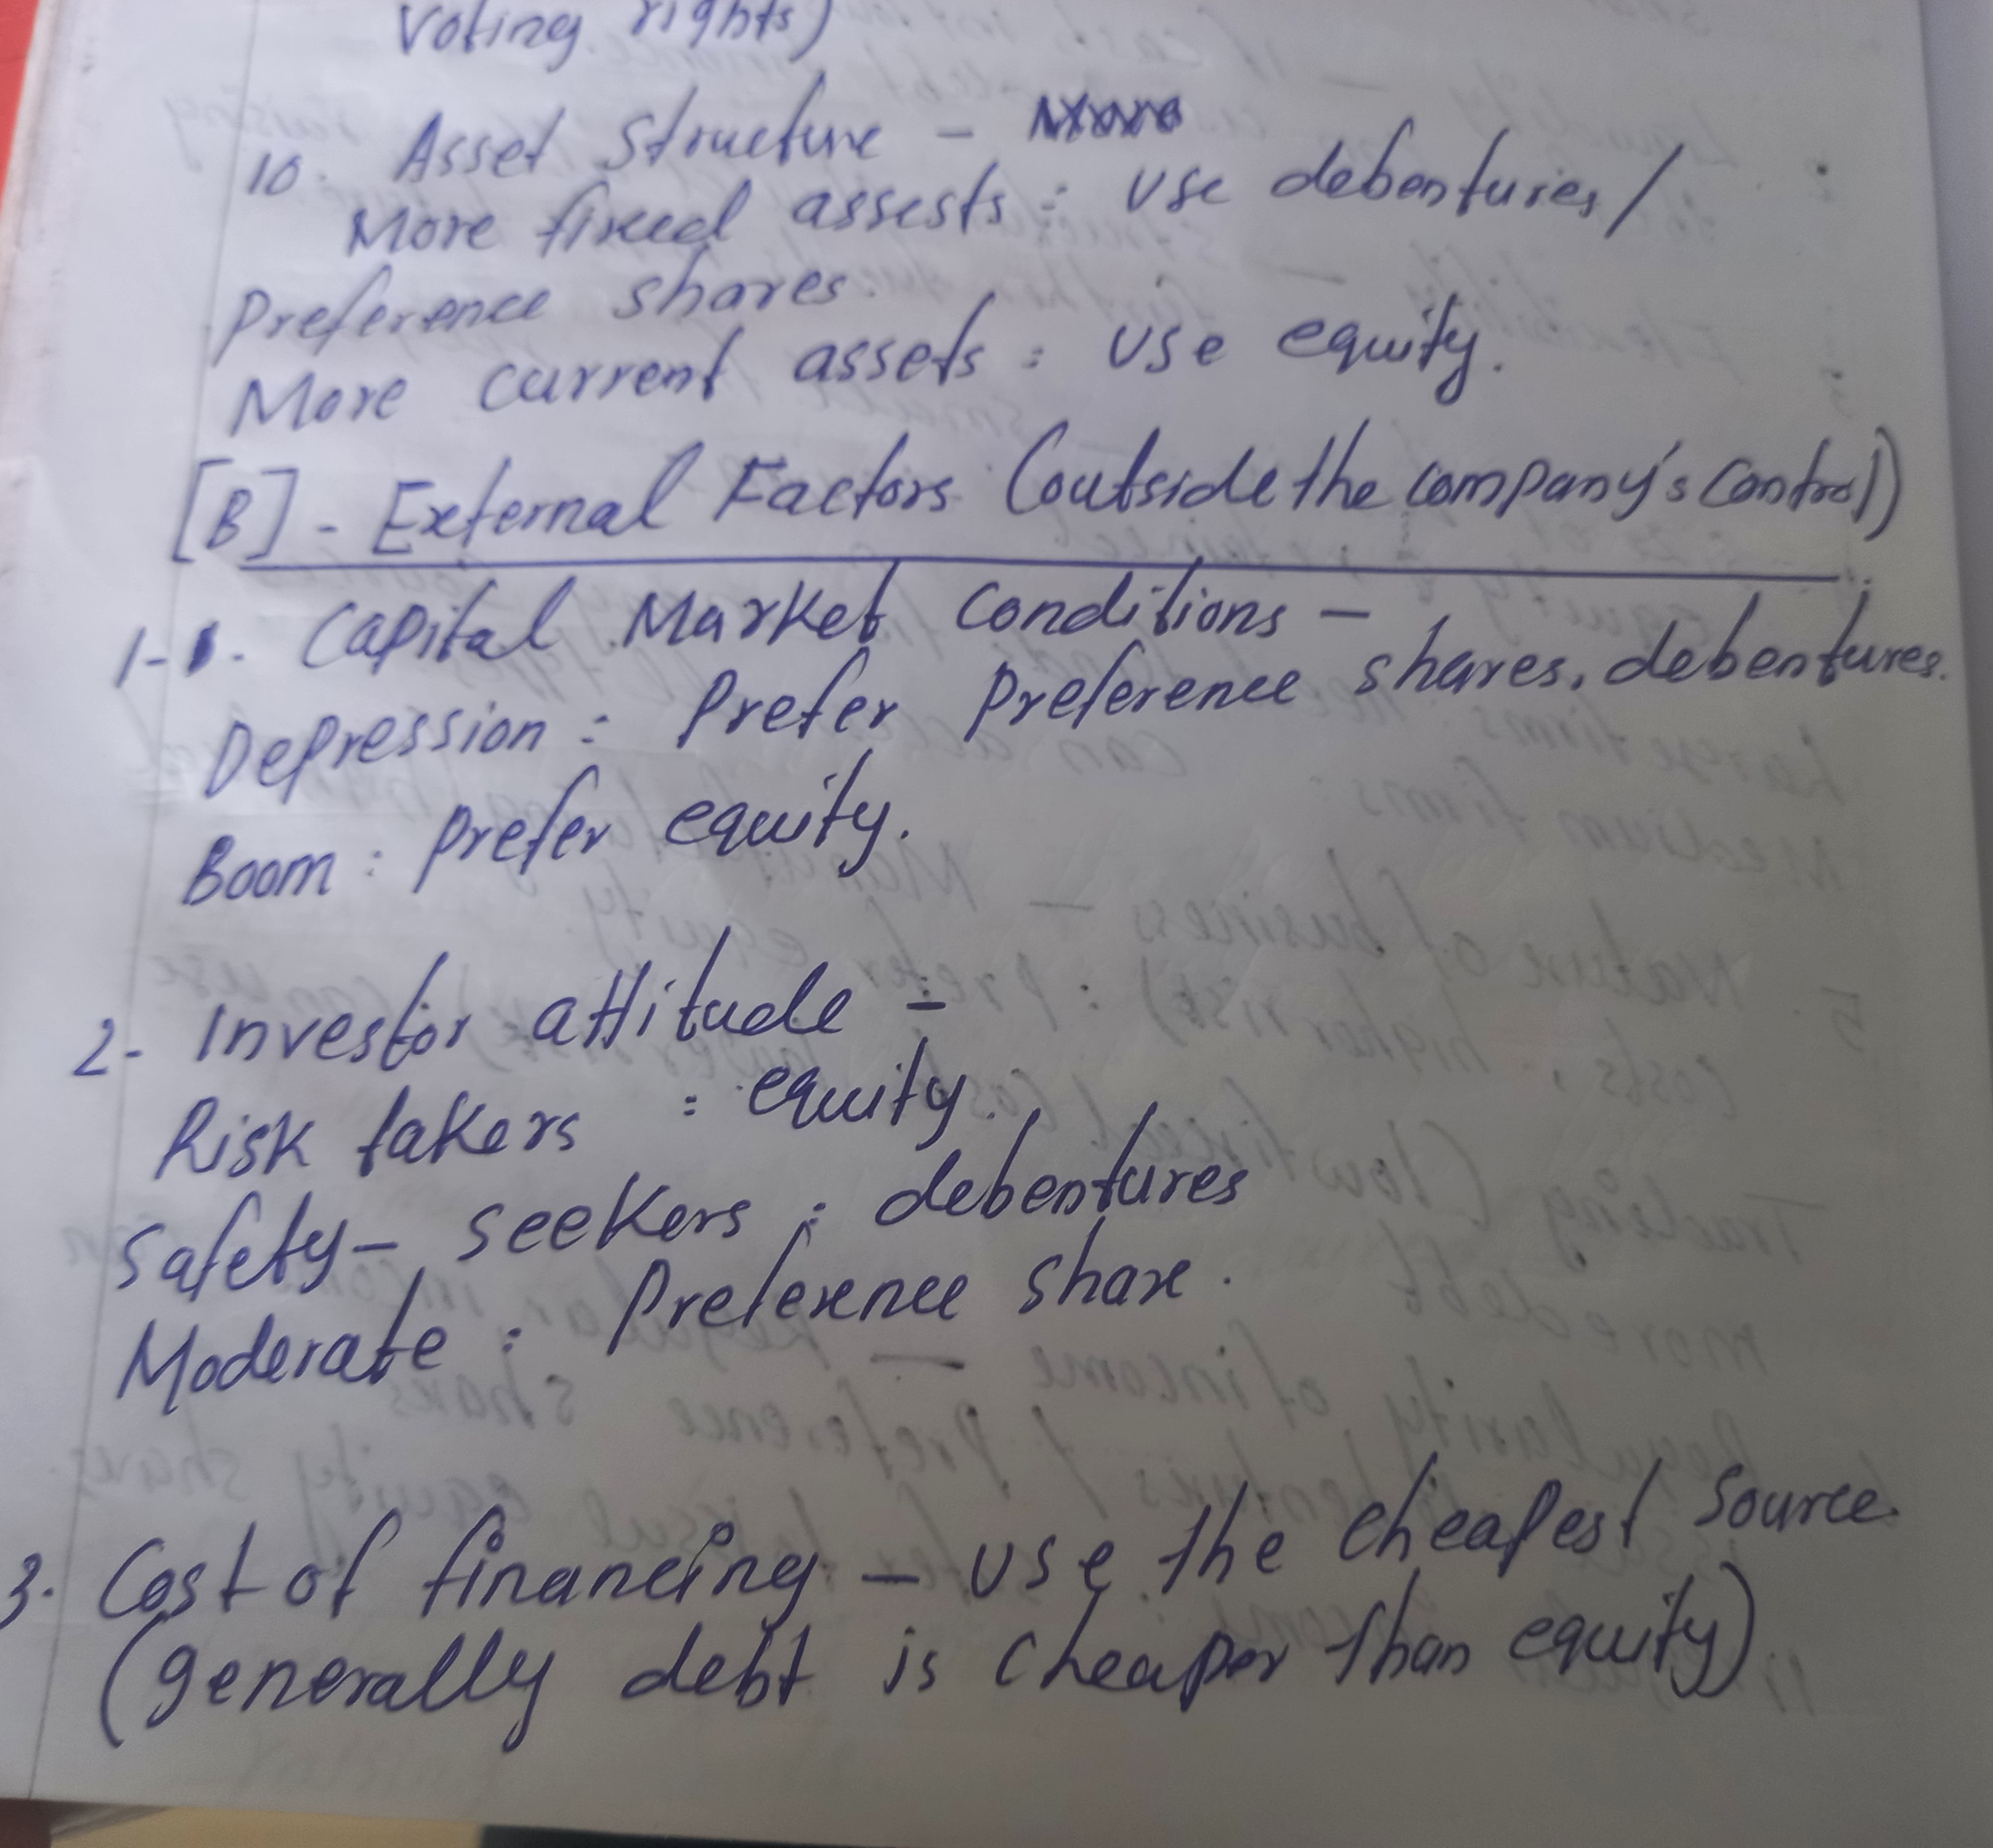 voting rights)
10. Asset Structure -
More fixed assests : use debentures/
Preference shares.
More current assets : use equity.
[B] - External Factors (outside the company's control)
1-1. Capital Market Conditions -
Depression : Prefer Preference shares, debentures.
Boom : prefer equity.
2- Investor attitude -
Risk takers : equity.
Safety - seekers : debentures
Moderate : Preference share.
3. Cost of financing - use the cheapest source
(generally debt is cheaper than equity)